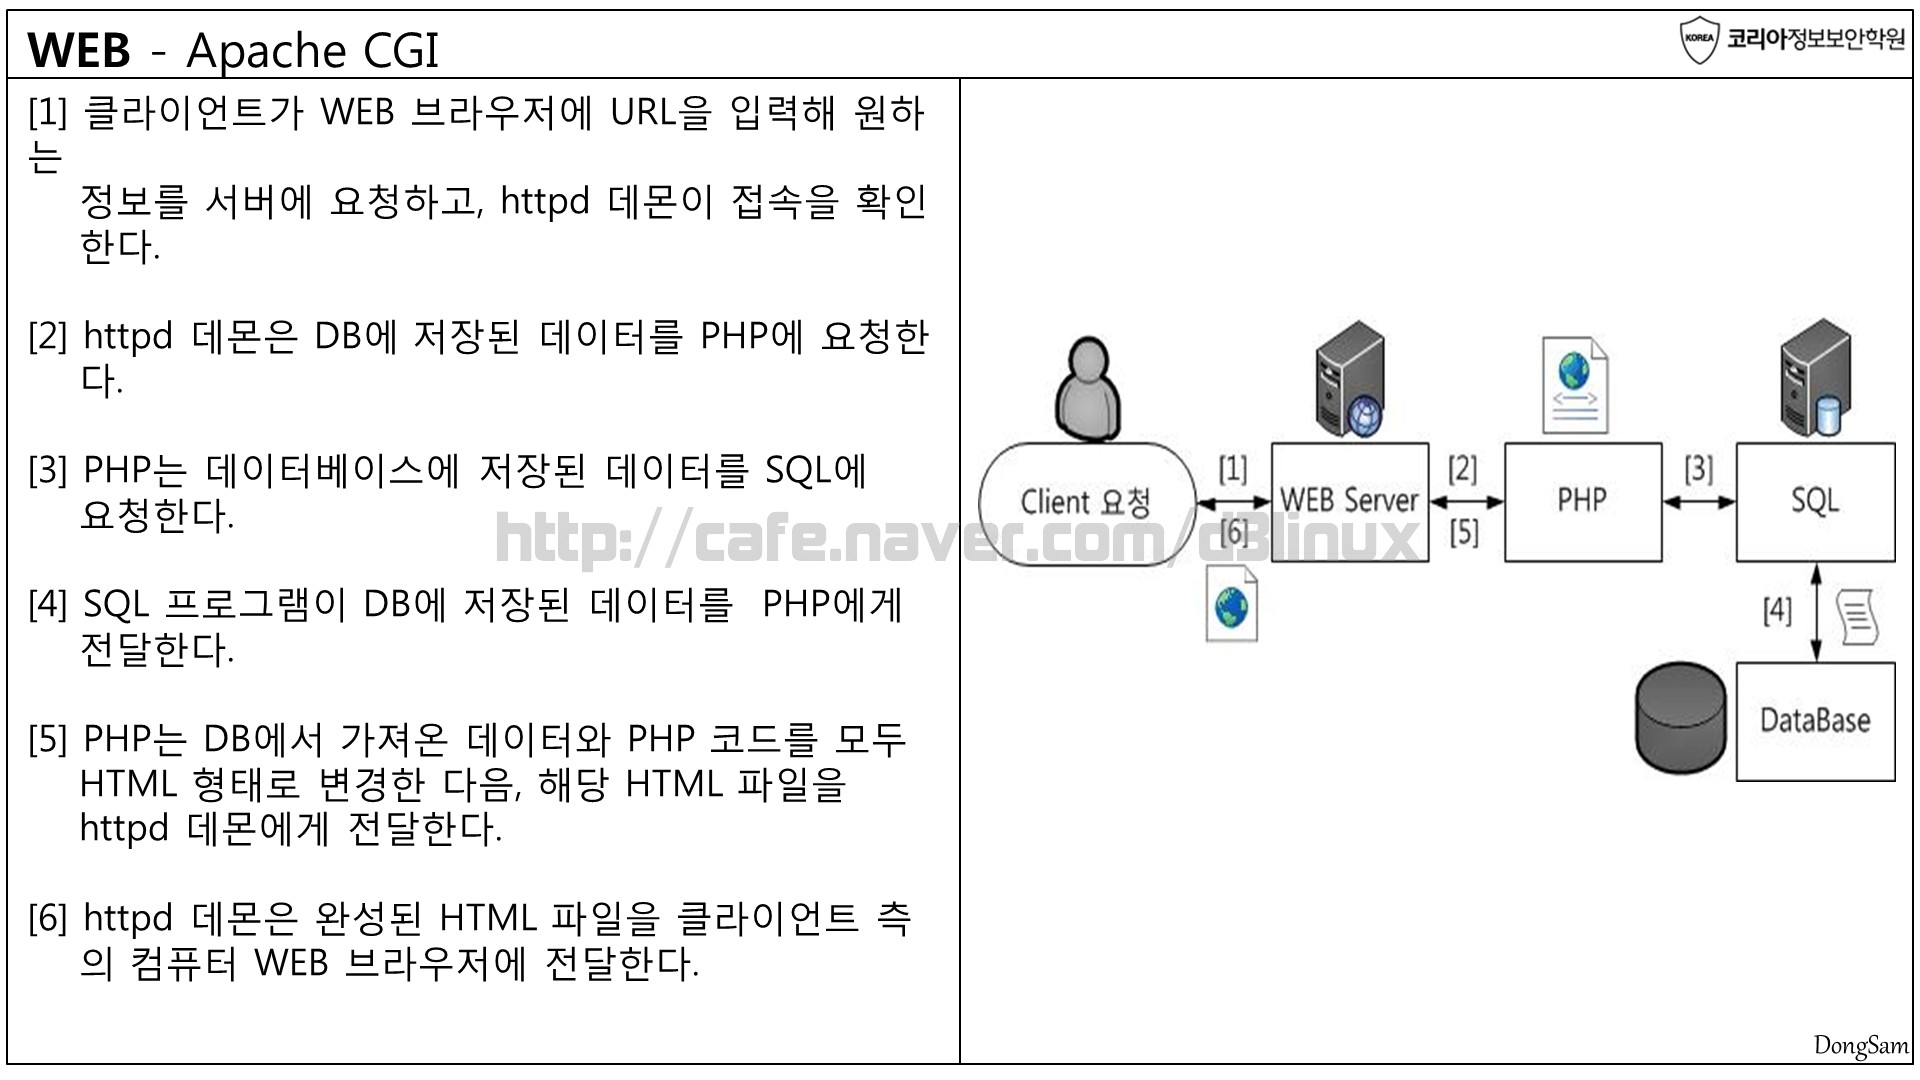 WEB - Apache CGI
KOREA 코리아정보보안학원
[1] 클라이언트가 WEB 브라우저에 URL을 입력해 원하
는
정보를 서버에 요청하고, httpd 데몬이 접속을 확인
한다.
[2] httpd 데몬은 DB에 저장된 데이터를 PHP에 요청한
다.
[3] PHP는 데이터베이스에 저장된 데이터를 SQL에
요청한다.
[4] SQL 프로그램이 DB에 저장된 데이터를 PHP에게
전달한다.
[5] PHP는 DB에서 가져온 데이터와 PHP 코드를 모두
HTML 형태로 변경한 다음, 해당 HTML 파일을
httpd 데몬에게 전달한다.
[6] httpd 데몬은 완성된 HTML 파일을 클라이언트 측
의 컴퓨터 WEB 브라우저에 전달한다.
http://cafe.naver.com/d3linux
[1] [2] [3]
Client 요청 WEB Server PHP SQL
[6] [5]
[4]
DataBase
DongSam